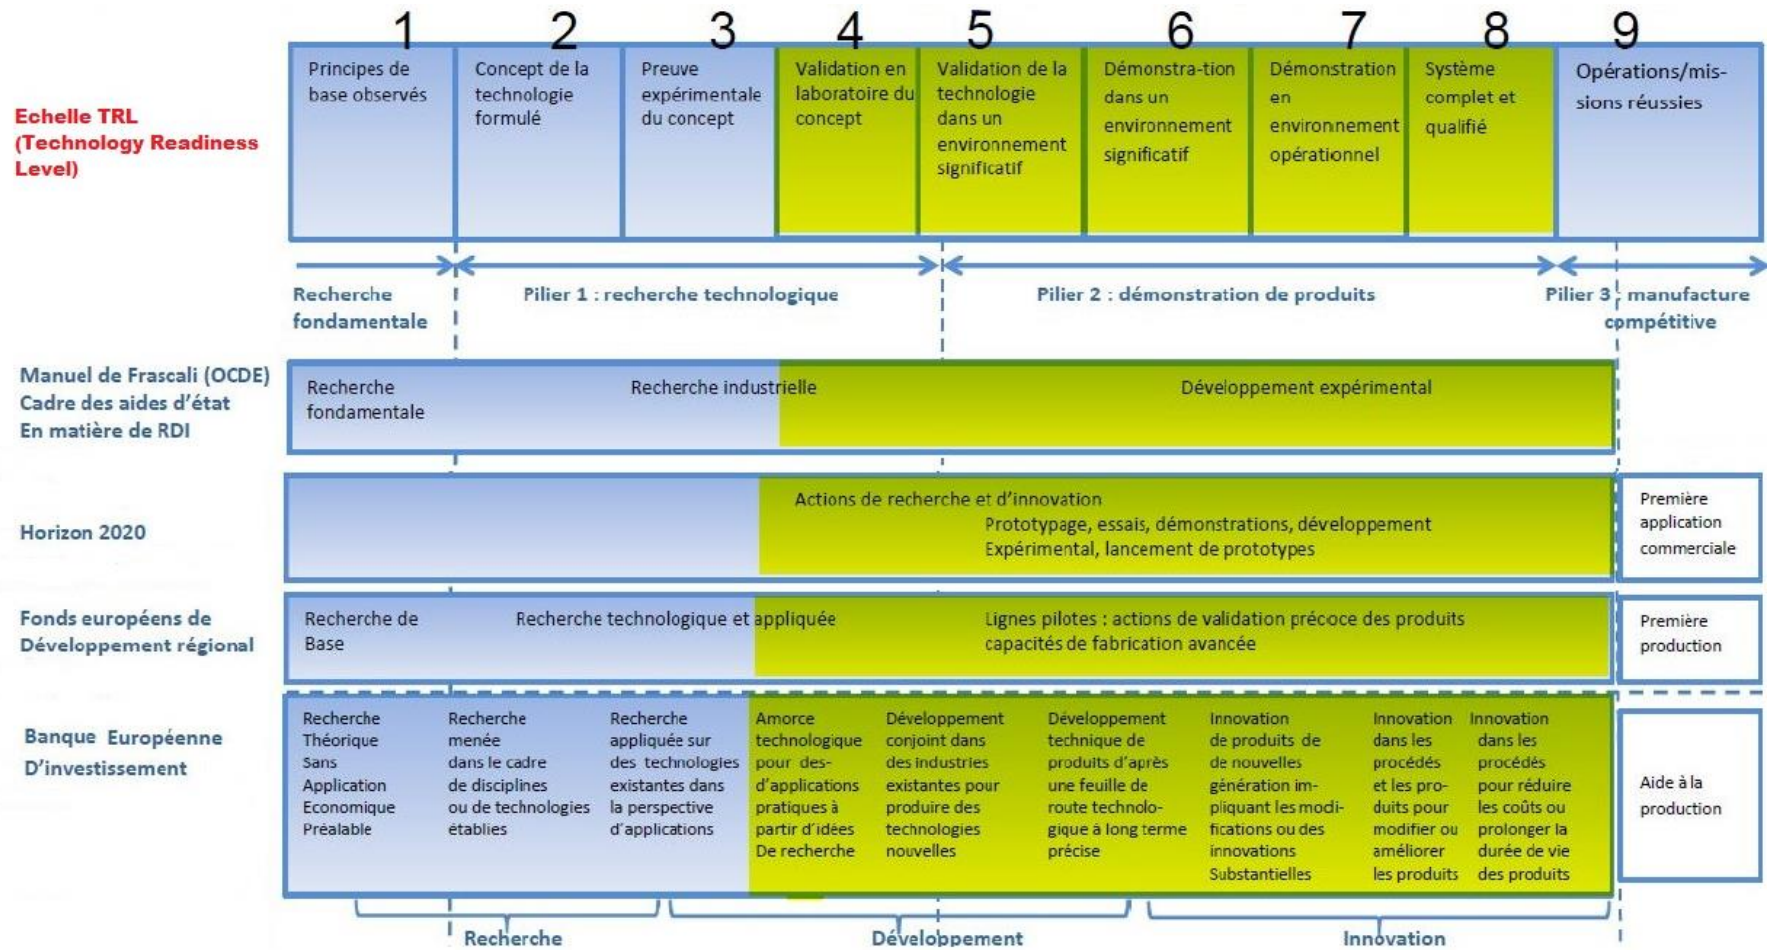 1 2 3 4 5 6 7 8 9
Echelle TRL
(Technology Readiness
Level)
Principes de
base observés
Concept de la
technologie
formulé
Preuve
expérimentale
du concept
Validation en
laboratoire du
concept
Validation de la
technologie
dans un
environnement
significatif
Démonstra-tion
dans un
environnement
significatif
Démonstration
en
environnement
opérationnel
Système
complet et
qualifié
Opérations/mis-
sions réussies
Recherche
fondamentale
Pilier 1 : recherche technologique
Pilier 2 : démonstration de produits
Pilier 3 : manufacture
compétitive
Manuel de Frascali (OCDE)
Cadre des aides d'état
En matière de RDI
Recherche
fondamentale
Recherche industrielle
Développement expérimental
Horizon 2020
Actions de recherche et d'innovation
Prototypage, essais, démonstrations, développement
Expérimental, lancement de prototypes
Première
application
commerciale
Fonds européens de
Développement régional
Recherche de
Base
Recherche technologique et appliquée
Lignes pilotes : actions de validation précoce des produits
capacités de fabrication avancée
Première
production
Banque Européenne
D'investissement
Recherche
Théorique
Sans
Application
Economique
Préalable
Recherche
menée
dans le cadre
de disciplines
ou de technologies
établies
Recherche
appliquée sur
des technologies
existantes dans
la perspective
d'applications
Amorce
technologique
pour des-
d'applications
pratiques à
partir d'idées
De recherche
Développement
conjoint dans
des industries
existantes pour
produire des
technologies
nouvelles
Développement
technique de
produits d'après
une feuille de
route technolo-
gique à long terme
précise
Innovation
de produits de
de nouvelles
génération im-
pliquant les modi-
fications ou des
innovations
Substantielles
Innovation
dans les
procédés
et les pro-
duits pour
modifier ou
améliorer
les produits
Innovation
dans les
procédés
pour réduire
les coûts ou
prolonger la
durée de vie
des produits
Aide à la
production
Recherche
Développement
Innovation